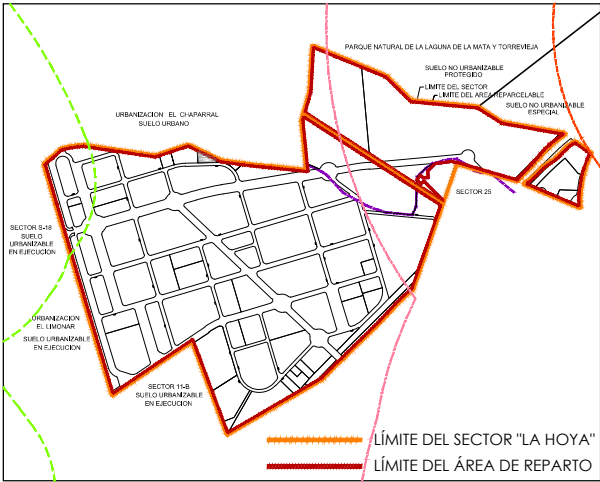 PARQUE NATURAL DE LA LAGUNA DE LA MATA Y TORREVIEJA
SUELO NO URBANIZABLE
PROTEGIDO
LIMITE DEL SECTOR
LIMITE DEL AREA REPARCELABLE
SUELO NO URBANIZABLE
ESPECIAL
URBANIZACION EL CHAPARRAL
SUELO URBANO
SECTOR 25
SECTOR S-18
SUELO
URBANIZABLE
EN EJECUCION
URBANIZACION
EL LIMONAR
SUELO URBANIZABLE
EN EJECUCION
SECTOR 11-B
SUELO URBANIZABLE
EN EJECUCION
LÍMITE DEL SECTOR "LA HOYA"
LÍMITE DEL ÁREA DE REPARTO